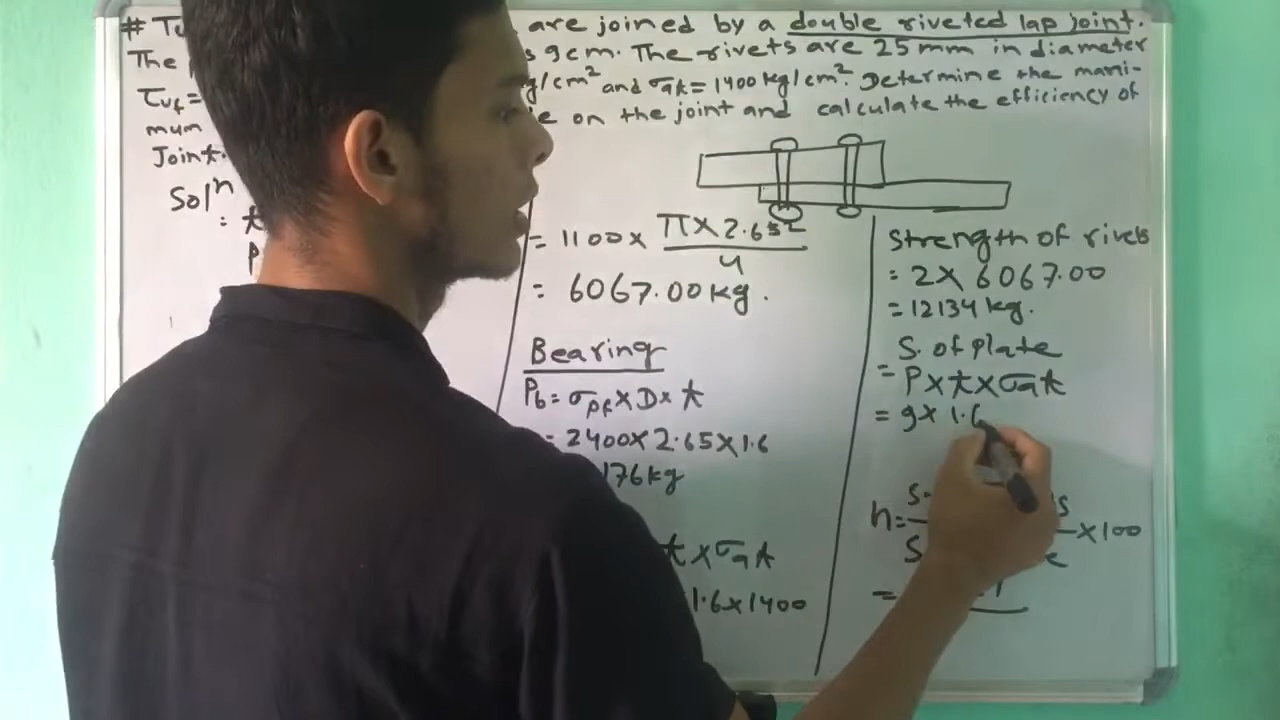 # are joined by a double riveted lap joint.
The 9cm. The rivets are 25 mm in diameter
τvf= g/cm² and σat = 1400 kg/cm². Determine the maxi-
mum on the joint and calculate the efficiency of
Joint.
Solⁿ
: t
P
= 1100 × π × 2.65² / 4
= 6067.00 kg.
Bearing
Pb = σpf × D × t
= 2400 × 2.65 × 1.6
176 kg
t × σat
1.6 × 1400
Strength of rivets
= 2 × 6067.00
= 12134 kg.
S. of plate
= P × t × σat
= 9 × 1.6
η = S. s / S e × 100
=